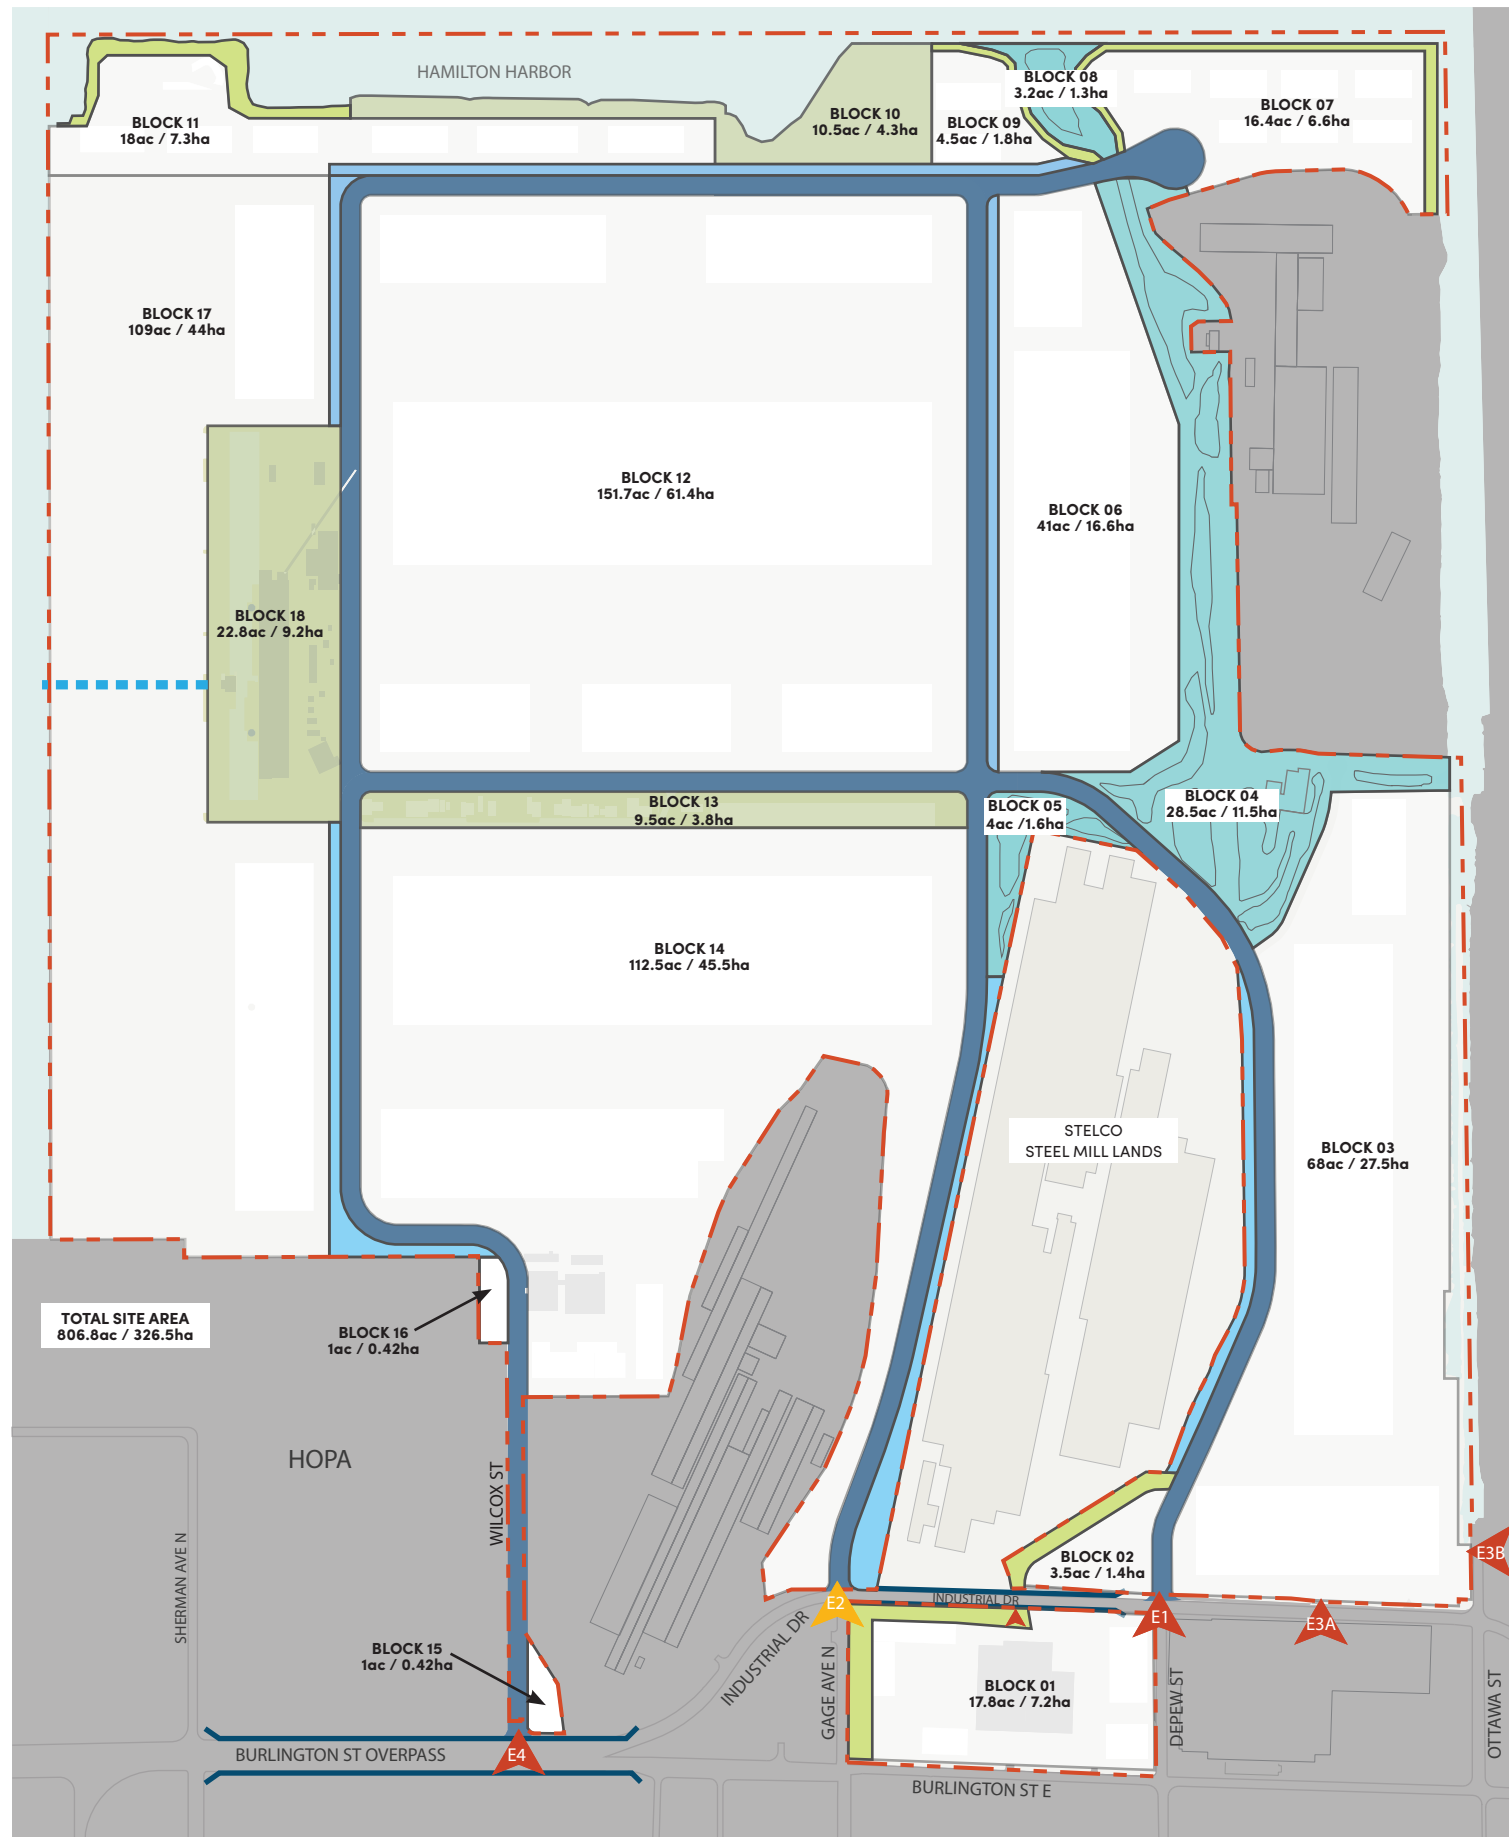 HAMILTON HARBOR
BLOCK 08
3.2ac / 1.3ha
BLOCK 07
16.4ac / 6.6ha
BLOCK 10
10.5ac / 4.3ha
BLOCK 09
4.5ac / 1.8ha
BLOCK 11
18ac / 7.3ha
BLOCK 17
109ac / 44ha
BLOCK 12
151.7ac / 61.4ha
BLOCK 06
41ac / 16.6ha
BLOCK 18
22.8ac / 9.2ha
BLOCK 13
9.5ac / 3.8ha
BLOCK 05
4ac /1.6ha
BLOCK 04
28.5ac / 11.5ha
BLOCK 14
112.5ac / 45.5ha
STELCO
STEEL MILL LANDS
BLOCK 03
68ac / 27.5ha
TOTAL SITE AREA
806.8ac / 326.5ha
BLOCK 16
1ac / 0.42ha
HOPA
WILCOX ST
SHERMAN AVE N
BLOCK 02
3.5ac / 1.4ha
E3B
INDUSTRIAL DR
E2
E1
E3A
BLOCK 15
1ac / 0.42ha
INDUSTRIAL DR
GAGE AVE N
BLOCK 01
17.8ac / 7.2ha
DEPEW ST
OTTAWA ST
BURLINGTON ST OVERPASS
E4
BURLINGTON ST E